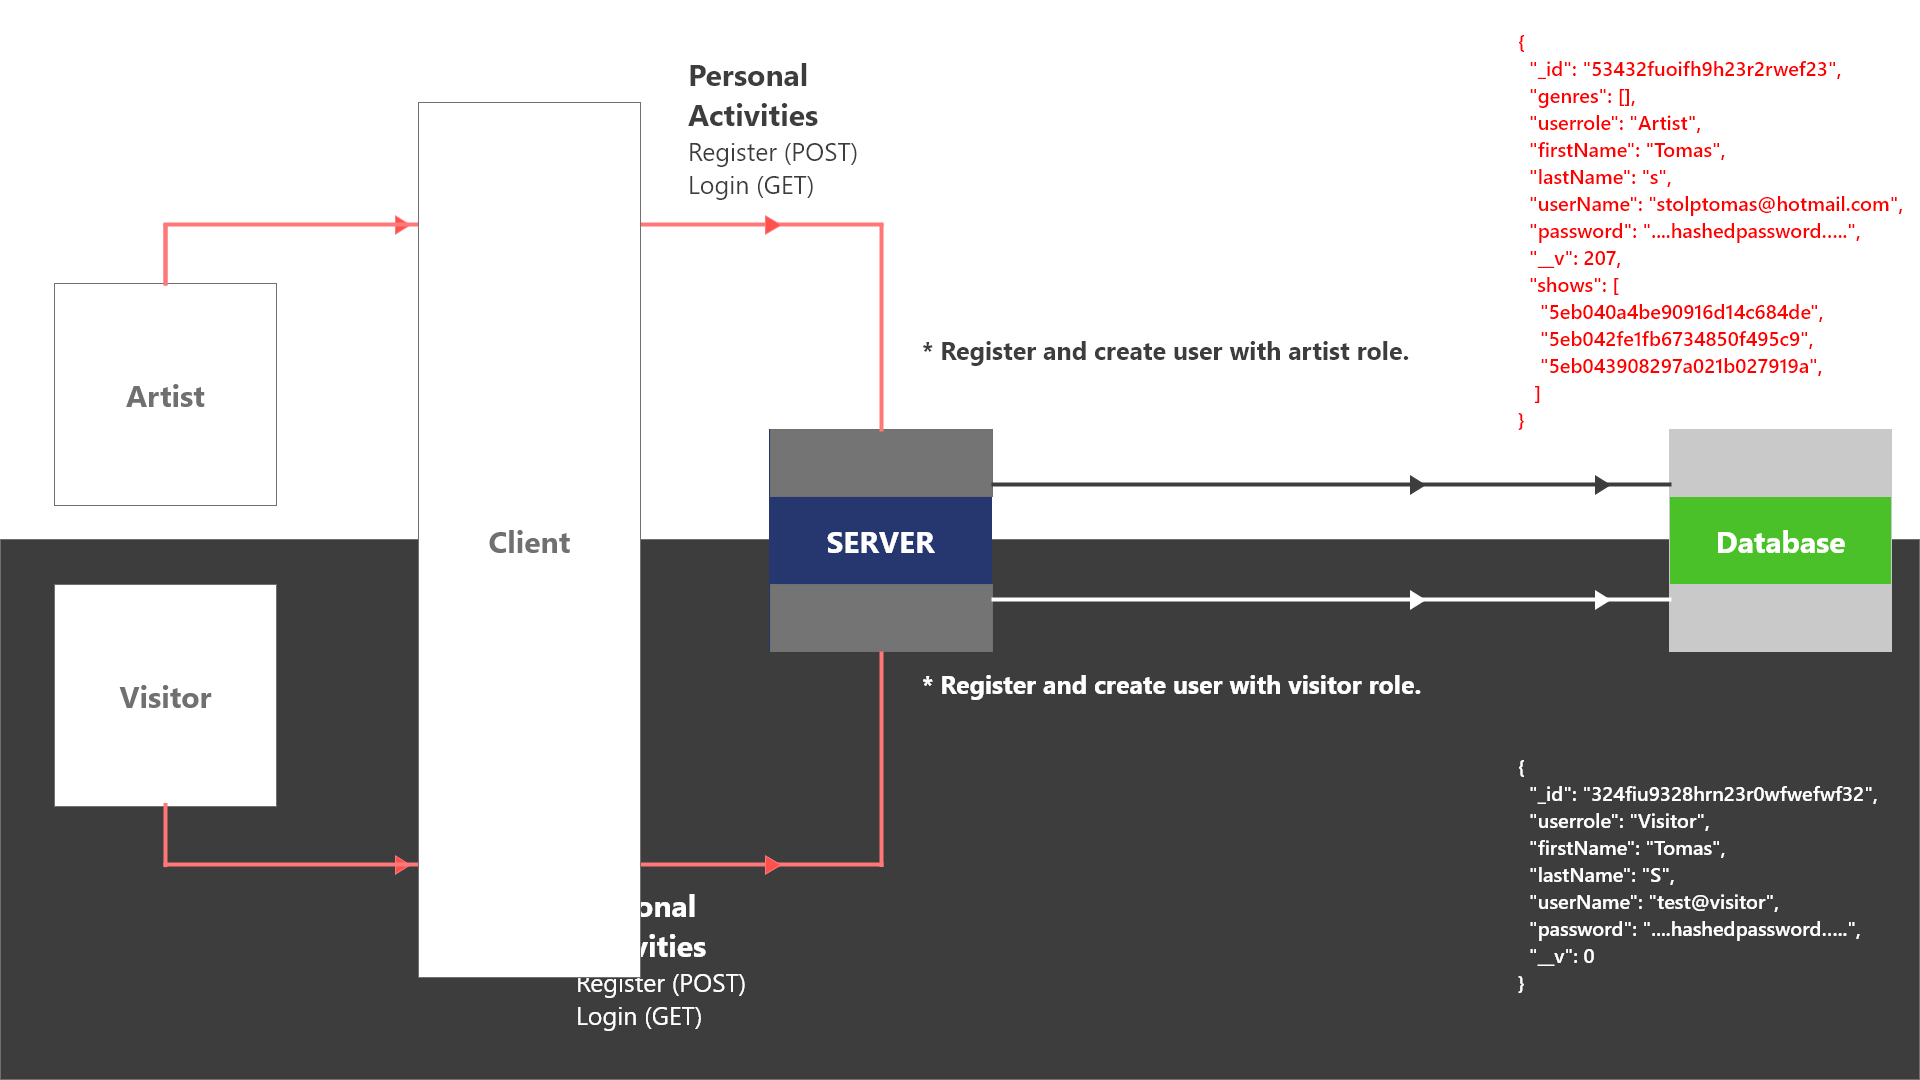 Personal
Activities
Register (POST)
Login (GET)
{
"_id": "53432fuoifh9h23r2rwef23",
"genres": [],
"userrole": "Artist",
"firstName": "Tomas",
"lastName": "s",
"userName": "stolptomas@hotmail.com",
"password": "....hashedpassword.....",
"__v": 207,
"shows": [
"5eb040a4be90916d14c684de",
"5eb042fe1fb6734850f495c9",
"5eb043908297a021b027919a",
]
}
* Register and create user with artist role.
Artist
Client
SERVER
Database
Visitor
* Register and create user with visitor role.
{
"_id": "324fiu9328hrn23r0wfwefwf32",
"userrole": "Visitor",
"firstName": "Tomas",
"lastName": "S",
"userName": "test@visitor",
"password": "....hashedpassword.....",
"__v": 0
}
onal
vities
Register (POST)
Login (GET)